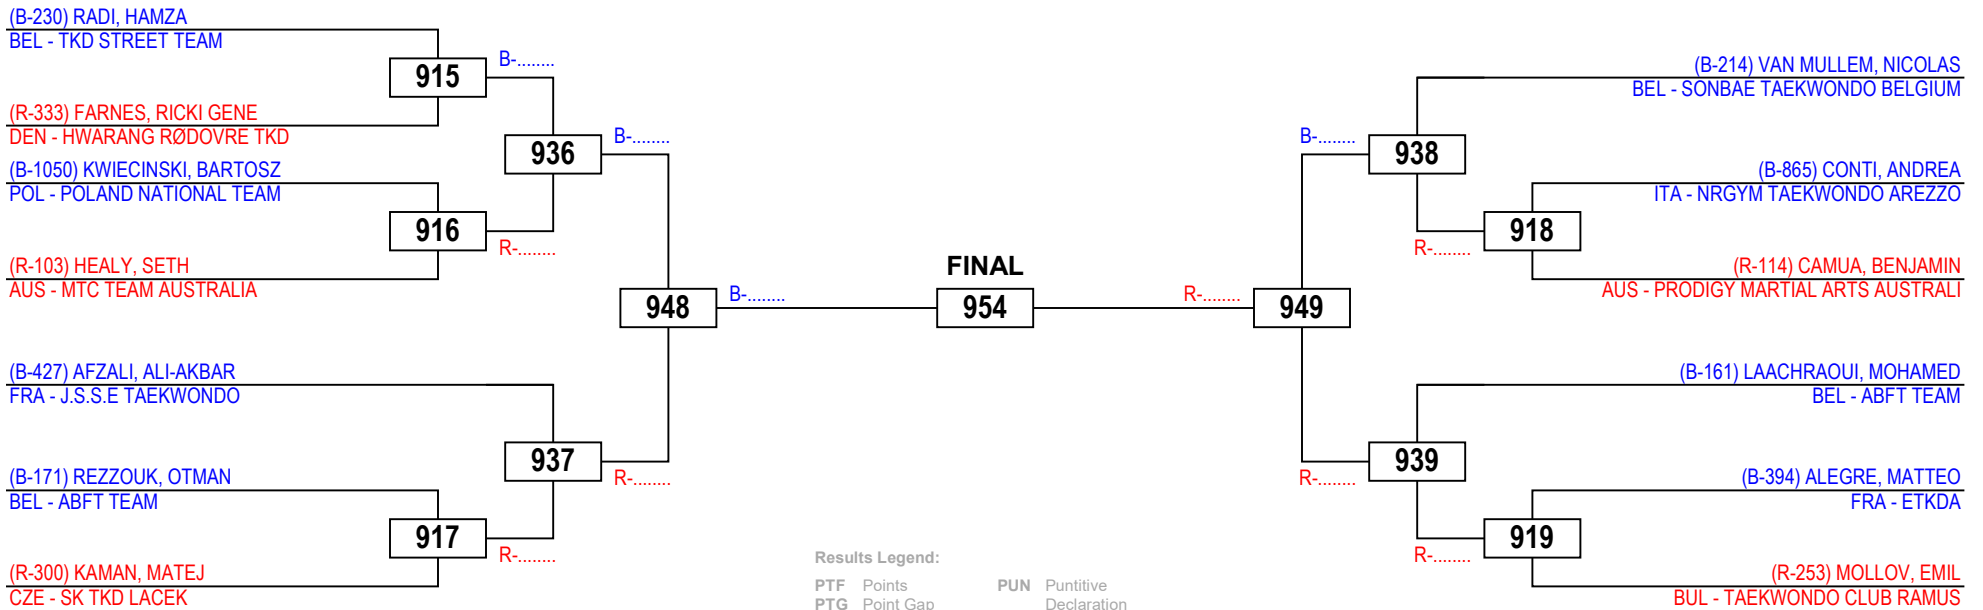 (B-230) RADI, HAMZA
BEL - TKD STREET TEAM
915
B-........
(R-333) FARNES, RICKI GENE
DEN - HWARANG RØDOVRE TKD
936
B-........
(B-1050) KWIECINSKI, BARTOSZ
POL - POLAND NATIONAL TEAM
916
R-........
(R-103) HEALY, SETH
AUS - MTC TEAM AUSTRALIA
948
B-........
(B-427) AFZALI, ALI-AKBAR
FRA - J.S.S.E TAEKWONDO
937
R-........
(B-171) REZZOUK, OTMAN
BEL - ABFT TEAM
917
R-........
(R-300) KAMAN, MATEJ
CZE - SK TKD LACEK
FINAL
954
(B-214) VAN MULLEM, NICOLAS
BEL - SONBAE TAEKWONDO BELGIUM
B-........
938
(B-865) CONTI, ANDREA
ITA - NRGYM TAEKWONDO AREZZO
R-........
918
(R-114) CAMUA, BENJAMIN
AUS - PRODIGY MARTIAL ARTS AUSTRALI
R-........
949
(B-161) LAACHRAOUI, MOHAMED
BEL - ABFT TEAM
R-........
939
(B-394) ALEGRE, MATTEO
FRA - ETKDA
R-........
919
(R-253) MOLLOV, EMIL
BUL - TAEKWONDO CLUB RAMUS
Results Legend:
PTF Points PUN Puntitive
PTG Point Gap Declaration